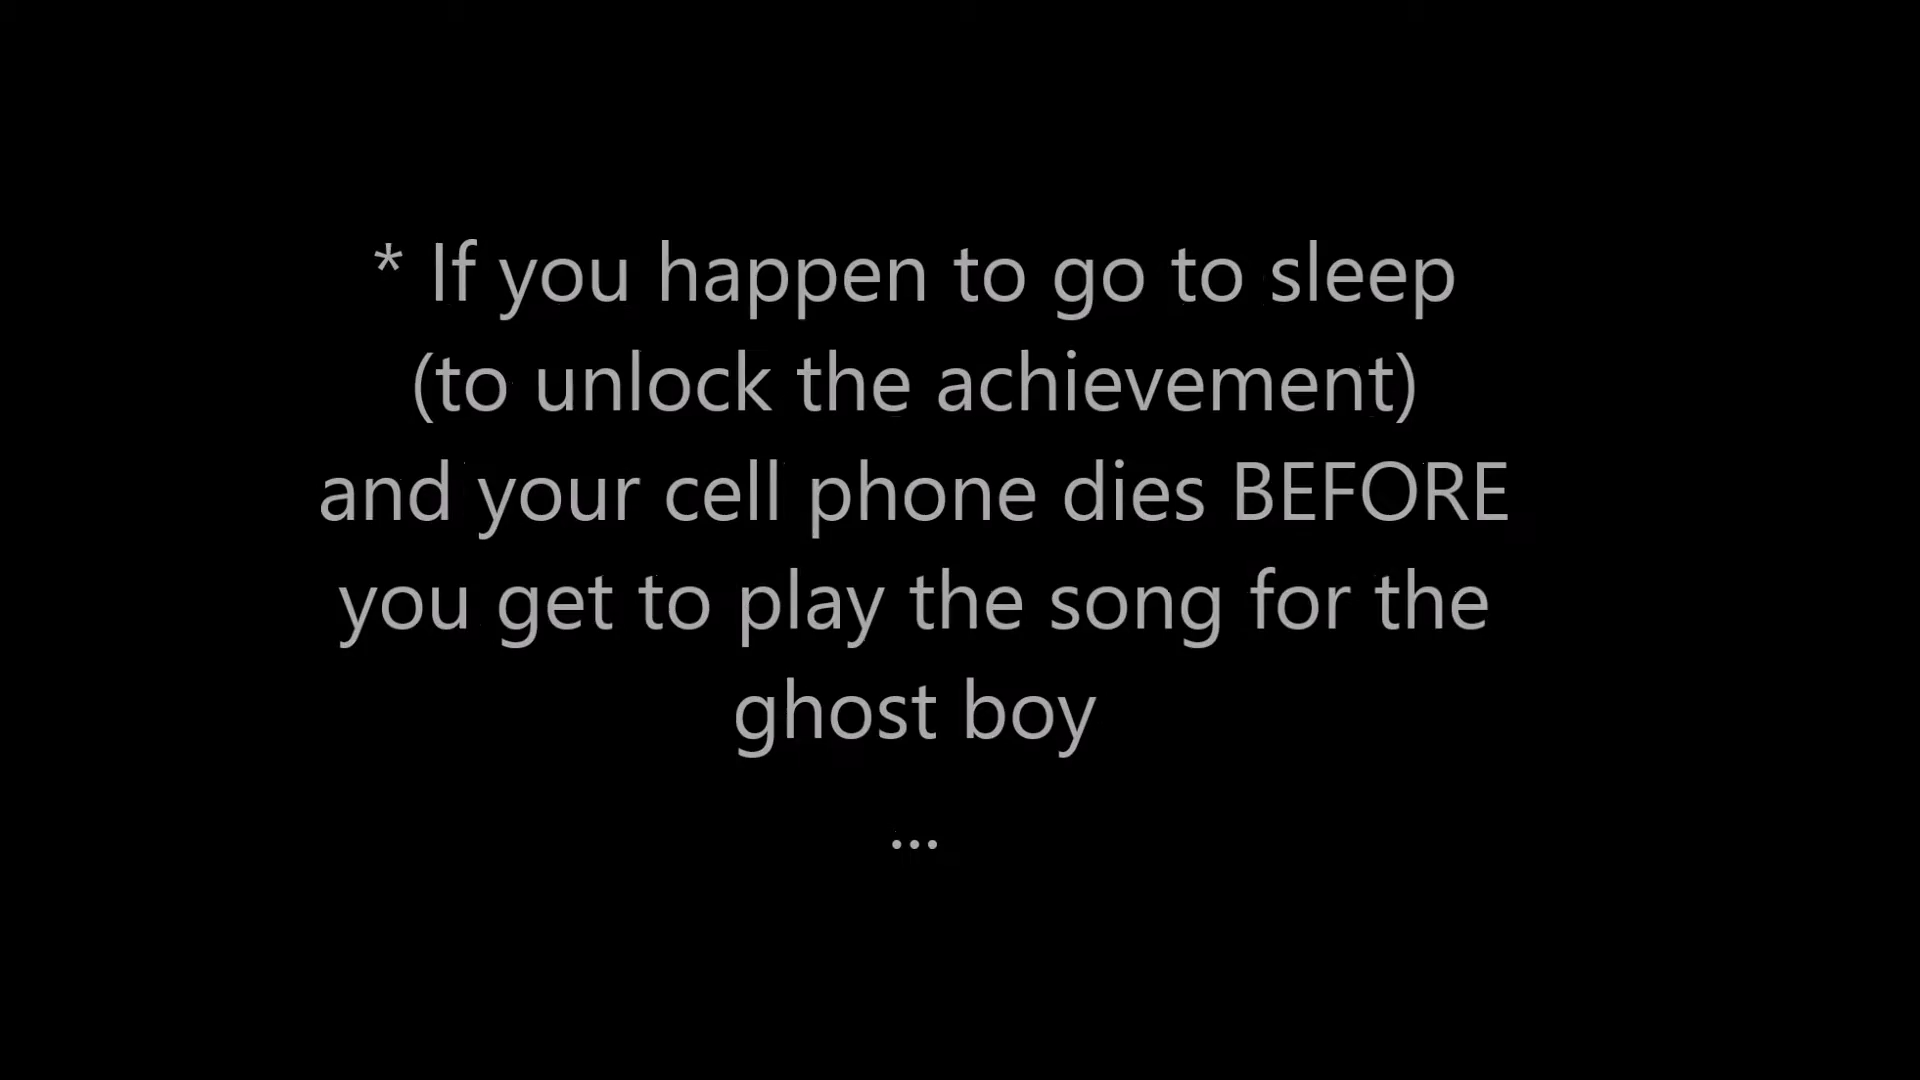 * If you happen to go to sleep
(to unlock the achievement)
and your cell phone dies BEFORE
you get to play the song for the
ghost boy
...